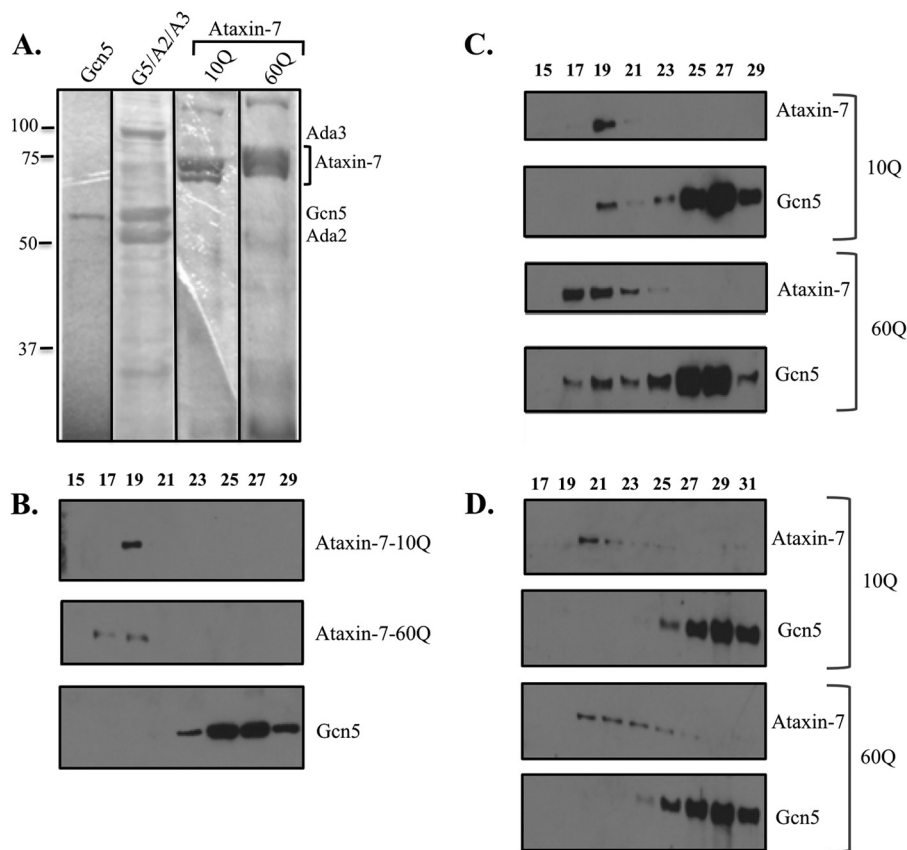 A.
Gcn5
G5/A2/A3
Ataxin-7
10Q
60Q
100
75
50
37
Ada3
Ataxin-7
Gcn5
Ada2
B.
15 17 19 21 23 25 27 29
Ataxin-7-10Q
Ataxin-7-60Q
Gcn5
C.
15 17 19 21 23 25 27 29
Ataxin-7
Gcn5
10Q
Ataxin-7
Gcn5
60Q
D.
17 19 21 23 25 27 29 31
Ataxin-7
Gcn5
10Q
Ataxin-7
Gcn5
60Q